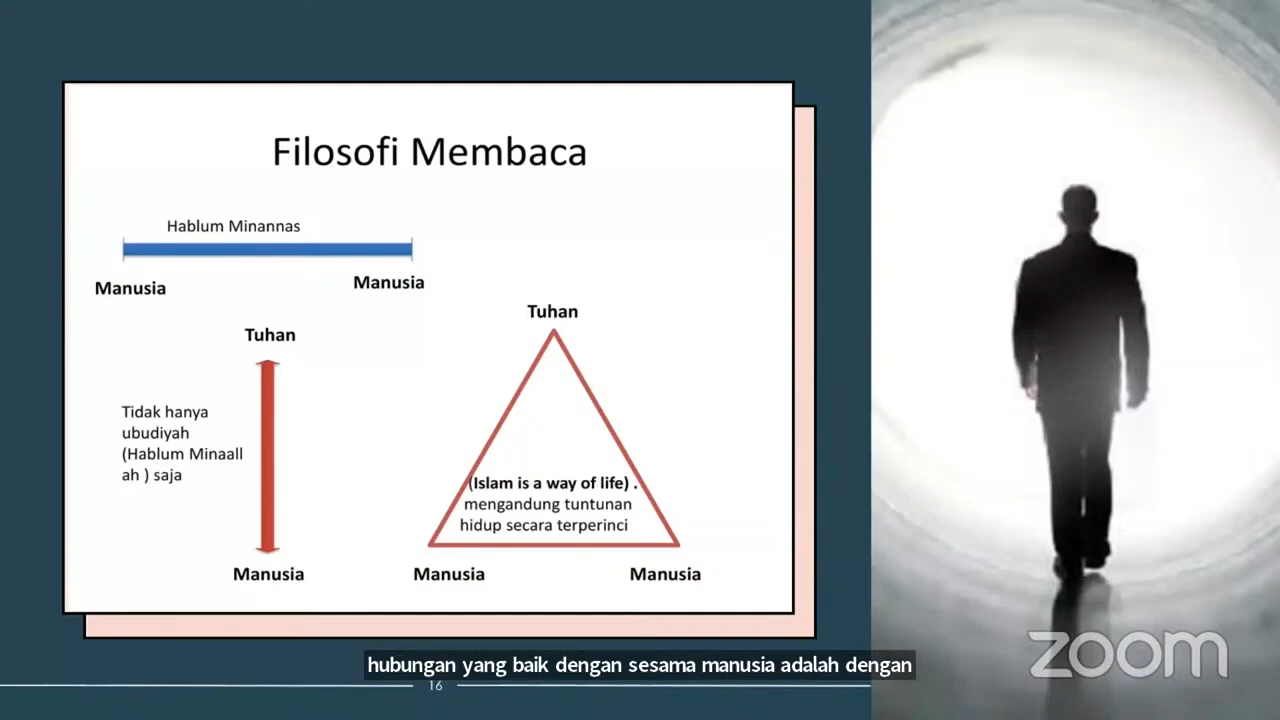 Filosofi Membaca
Hablum Minannas
Manusia
Manusia
Tuhan
Tidak hanya
ubudiyah
(Hablum Minaall
ah ) saja
Manusia
Tuhan
(Islam is a way of life) .
mengandung tuntunan
hidup secara terperinci
Manusia
Manusia
hubungan yang baik dengan sesama manusia adalah dengan
16
zoom